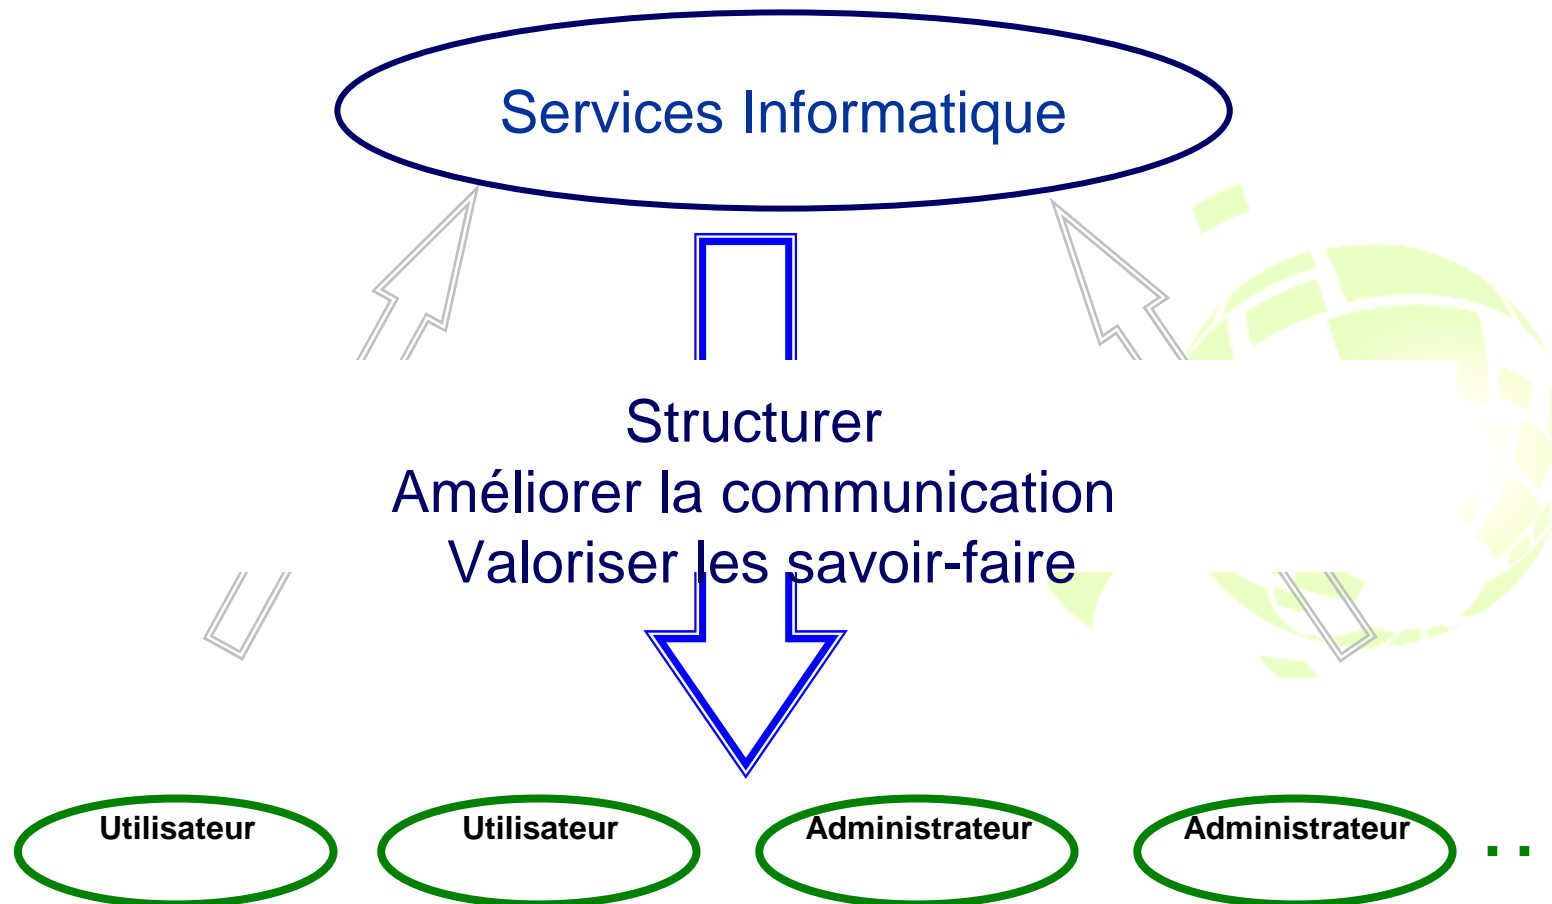 Services Informatique
Structurer
Améliorer la communication
Valoriser les savoir-faire
Utilisateur Utilisateur Administrateur Administrateur . .